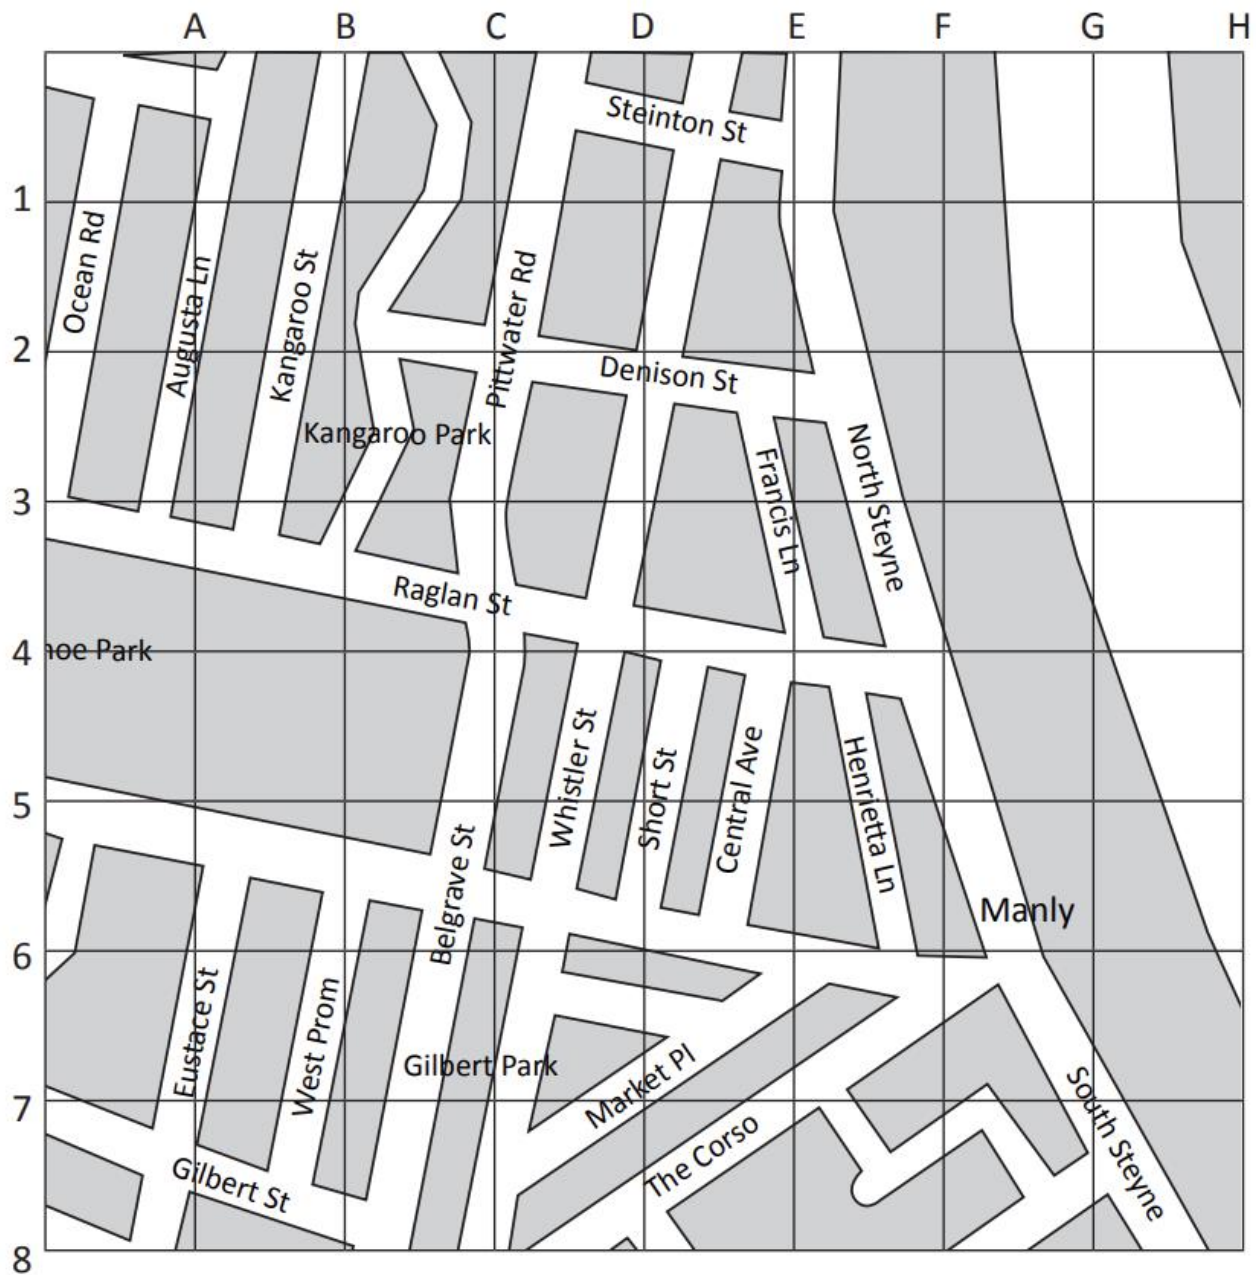 A B C D E F G H
Steinton St
1
Ocean Rd
Augusta Ln
Kangaroo St
Pittwater Rd
2
Denison St
Kangaroo Park
North Steyne
Francis Ln
3
Raglan St
4
noe Park
Whistler St
Short St
Central Ave
Henrietta Ln
5
Belgrave St
Manly
6
Eustace St
West Prom
Gilbert Park
Market Pl
South Steyne
7
The Corso
Gilbert St
8